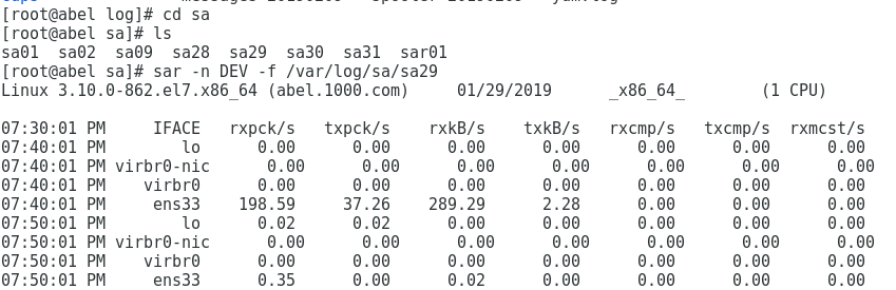 [root@abel log]# cd sa
[root@abel sa]# ls
sa01  sa02  sa09  sa28  sa29  sa30  sa31  sar01
[root@abel sa]# sar -n DEV -f /var/log/sa/sa29
Linux 3.10.0-862.el7.x86_64 (abel.1000.com)     01/29/2019      _x86_64_        (1 CPU)

07:30:01 PM     IFACE   rxpck/s   txpck/s    rxkB/s    txkB/s   rxcmp/s   txcmp/s  rxmcst/s
07:40:01 PM        lo      0.00      0.00      0.00      0.00      0.00      0.00      0.00
07:40:01 PM virbr0-nic      0.00      0.00      0.00      0.00      0.00      0.00      0.00
07:40:01 PM    virbr0      0.00      0.00      0.00      0.00      0.00      0.00      0.00
07:40:01 PM     ens33    198.59     37.26    289.29      2.28      0.00      0.00      0.00
07:50:01 PM        lo      0.02      0.02      0.00      0.00      0.00      0.00      0.00
07:50:01 PM virbr0-nic      0.00      0.00      0.00      0.00      0.00      0.00      0.00
07:50:01 PM    virbr0      0.00      0.00      0.00      0.00      0.00      0.00      0.00
07:50:01 PM     ens33      0.35      0.00      0.02      0.00      0.00      0.00      0.00